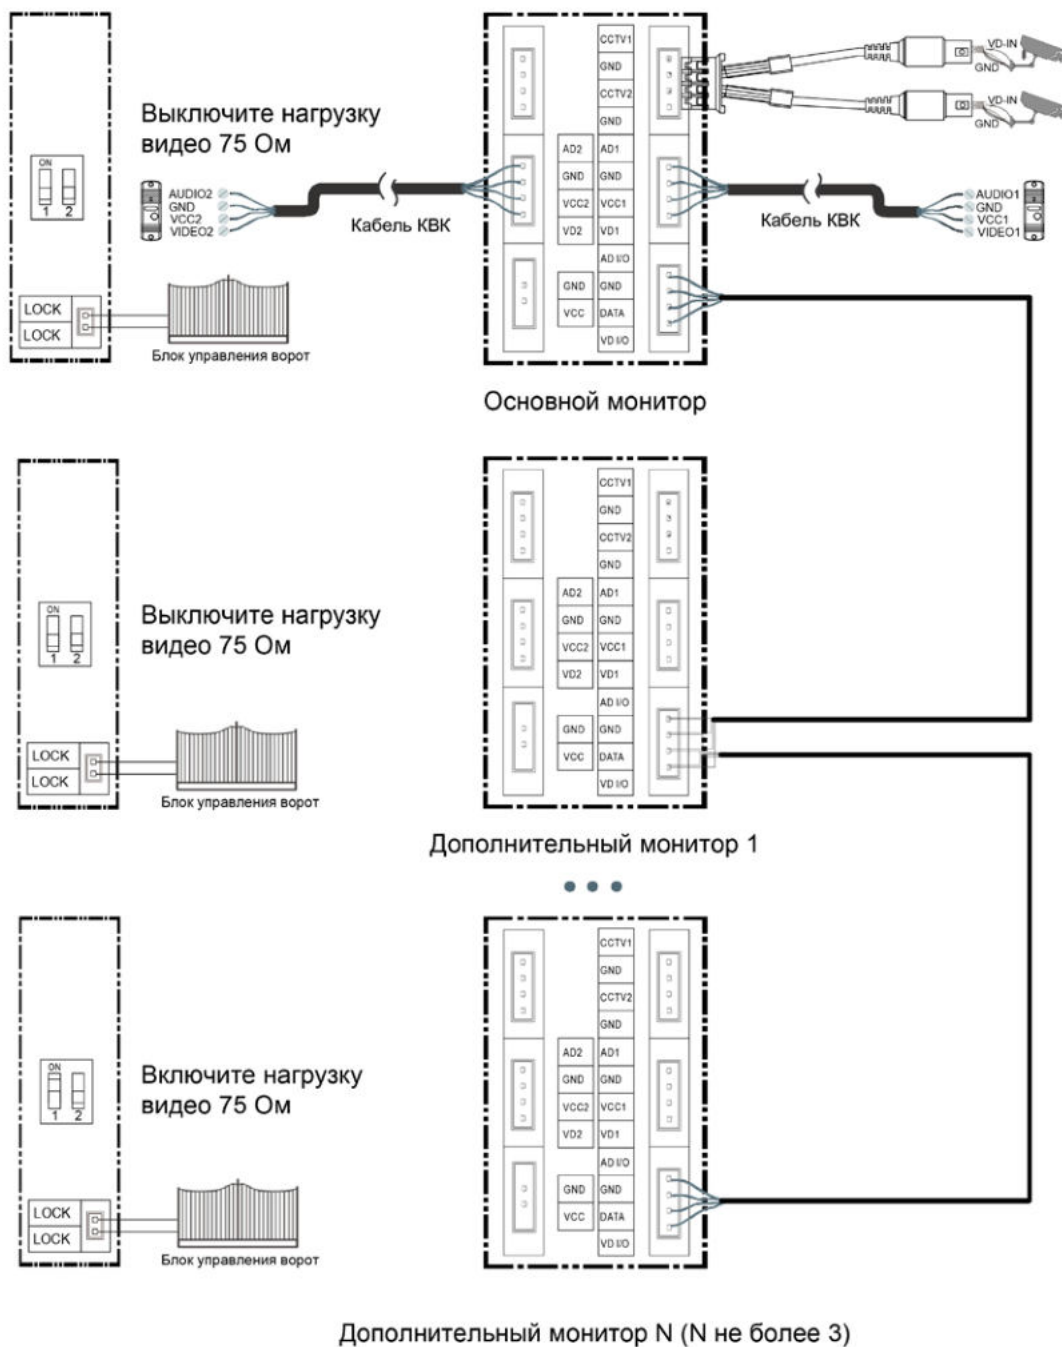 CCTV1
GND
CCTV2
GND
VD-IN
GND
VD-IN
GND
Выключите нагрузку
видео 75 Ом
ON
1 2
AUDIO2
GND
VCC2
VIDEO2
Кабель КВК
AD2 AD1
GND GND
VCC2 VCC1
VD2 VD1
AD I/O
GND GND
VCC DATA
VD I/O
Кабель КВК
AUDIO1
GND
VCC1
VIDEO1
LOCK
LOCK
Блок управления ворот
Основной монитор
CCTV1
GND
CCTV2
GND
ON
1 2
Выключите нагрузку
видео 75 Ом
AD2 AD1
GND GND
VCC2 VCC1
VD2 VD1
AD I/O
GND GND
VCC DATA
VD I/O
LOCK
LOCK
Блок управления ворот
Дополнительный монитор 1
CCTV1
GND
CCTV2
GND
ON
1 2
Включите нагрузку
видео 75 Ом
AD2 AD1
GND GND
VCC2 VCC1
VD2 VD1
AD I/O
GND GND
VCC DATA
VD I/O
LOCK
LOCK
Блок управления ворот
Дополнительный монитор N (N не более 3)